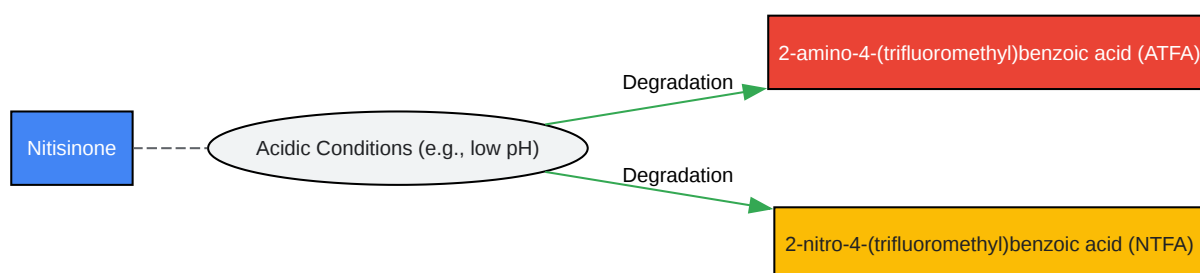 2-amino-4-(trifluoromethyl)benzoic acid (ATFA)
Degradation
Nitisinone
Acidic Conditions (e.g., low pH)
Degradation
2-nitro-4-(trifluoromethyl)benzoic acid (NTFA)